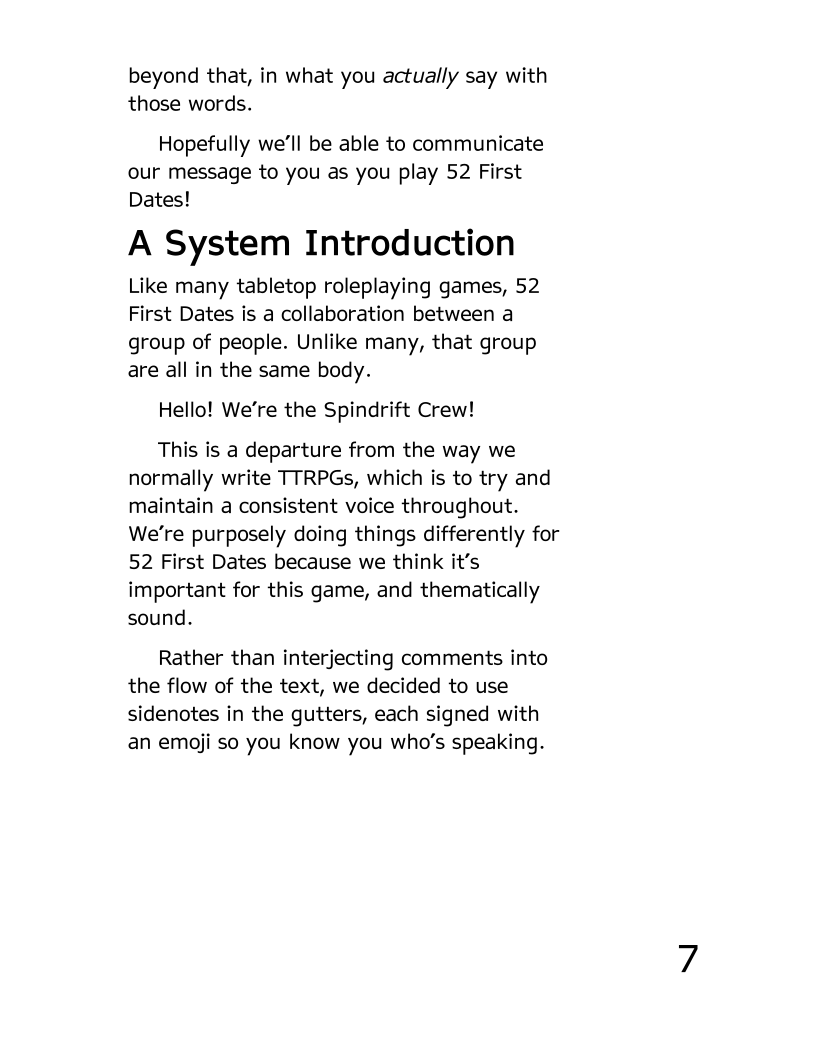 beyond that, in what you actually say with
those words.
Hopefully we’ll be able to communicate
our message to you as you play 52 First
Dates!
A System Introduction
Like many tabletop roleplaying games, 52
First Dates is a collaboration between a
group of people. Unlike many, that group
are all in the same body.
Hello! We’re the Spindrift Crew!
This is a departure from the way we
normally write TTRPGs, which is to try and
maintain a consistent voice throughout.
We’re purposely doing things differently for
52 First Dates because we think it’s
important for this game, and thematically
sound.
Rather than interjecting comments into
the flow of the text, we decided to use
sidenotes in the gutters, each signed with
an emoji so you know you who’s speaking.
7